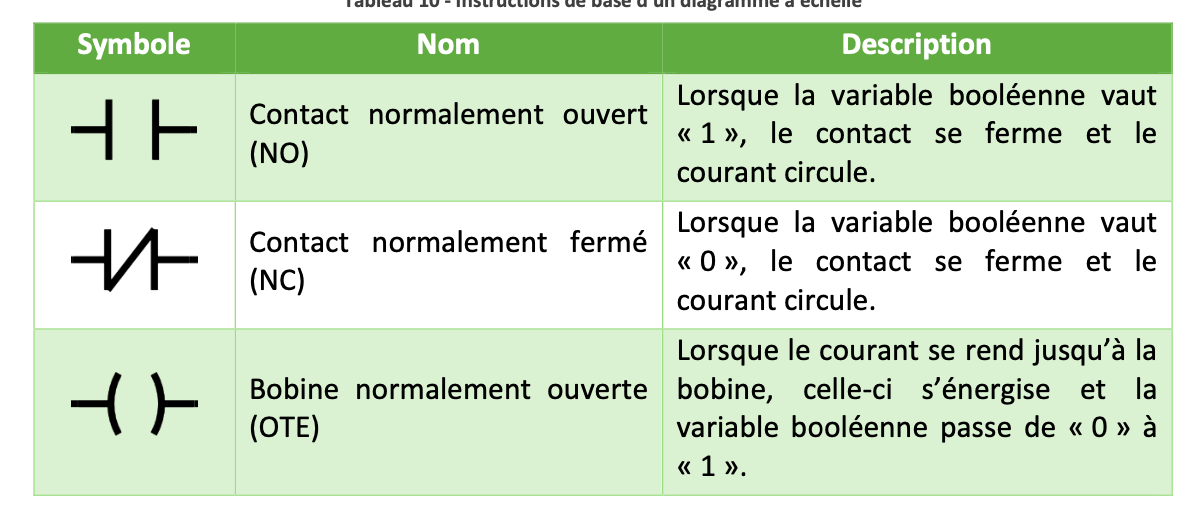 Tableau 10 - Instructions de base d'un diagramme à échelle
Symbole Nom Description
Contact normalement ouvert
(NO)
Lorsque la variable booléenne vaut
« 1 », le contact se ferme et le
courant circule.
Contact normalement fermé
(NC)
Lorsque la variable booléenne vaut
« 0 », le contact se ferme et le
courant circule.
Bobine normalement ouverte
(OTE)
Lorsque le courant se rend jusqu’à la
bobine, celle-ci s’énergise et la
variable booléenne passe de « 0 » à
« 1 ».